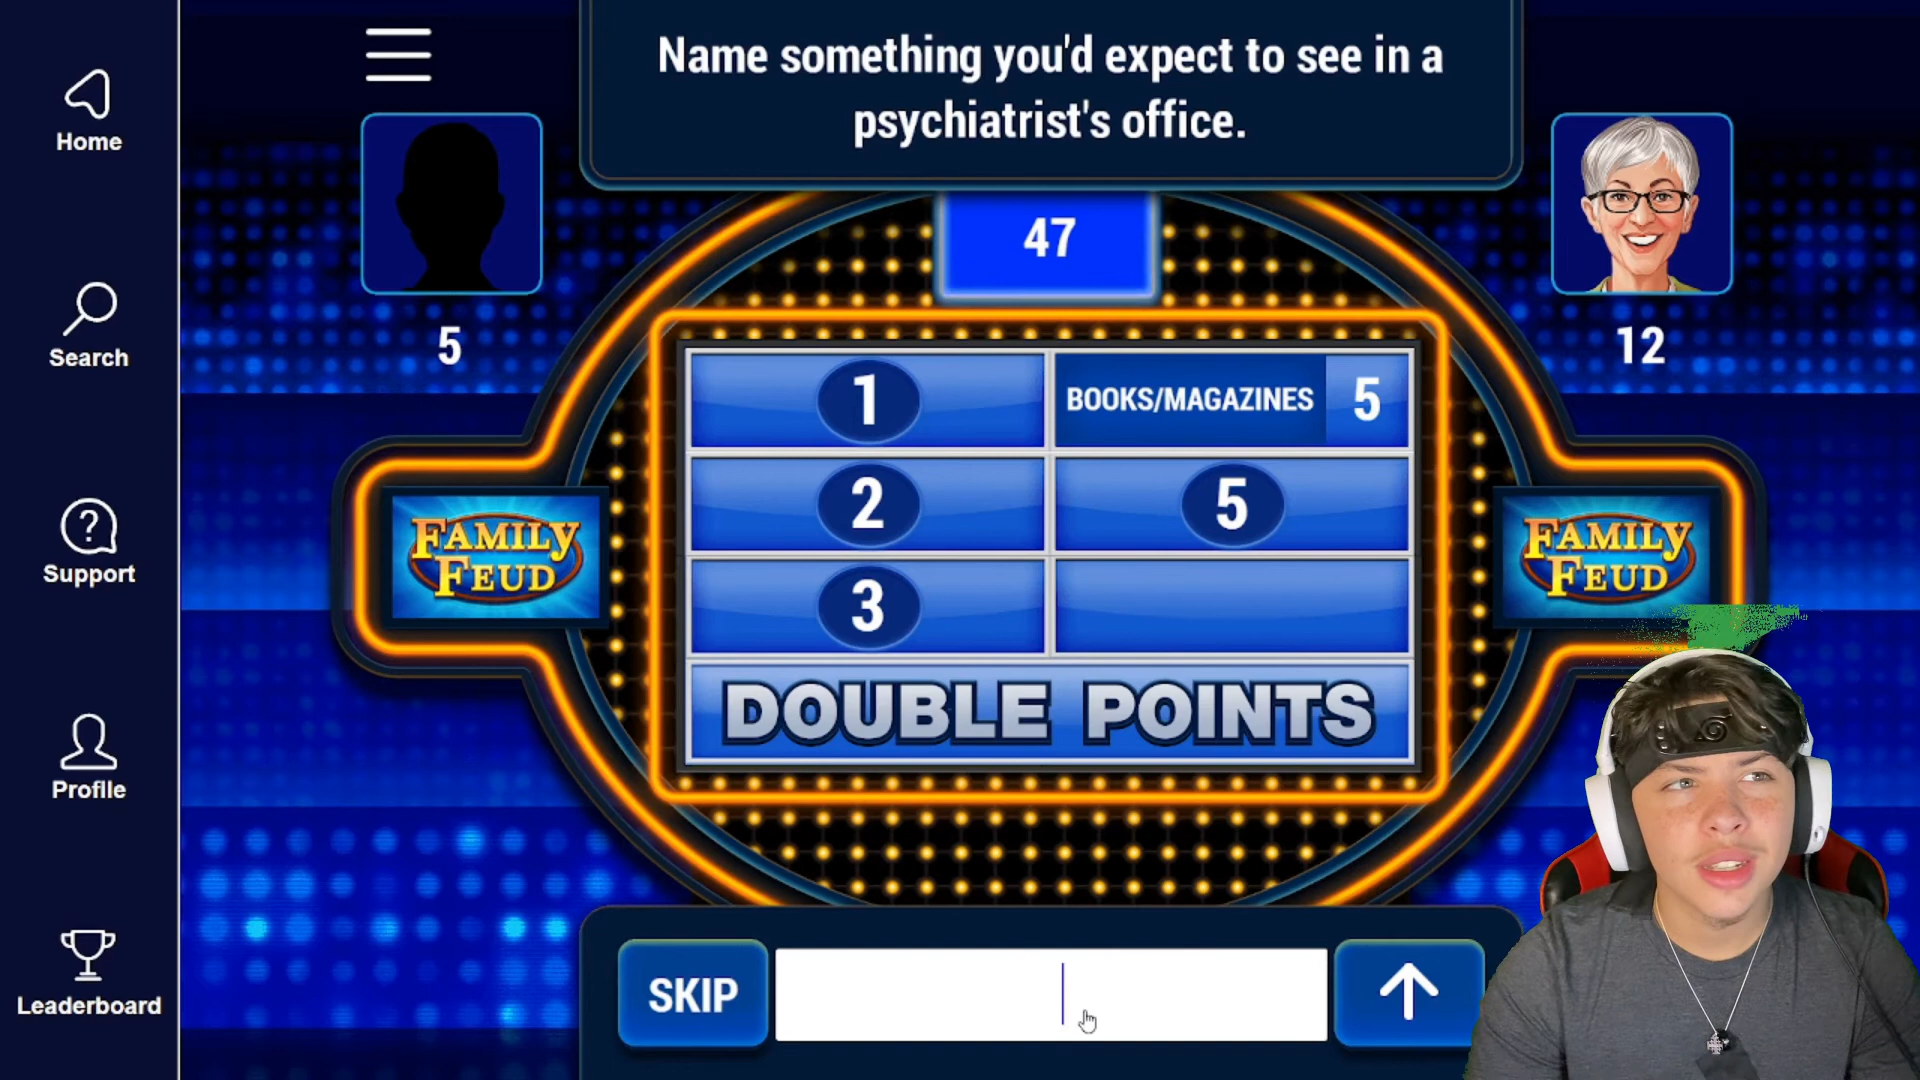 Home
Search
Support
Profile
Leaderboard
Name something you'd expect to see in a
psychiatrist's office.
47
5
12
1
BOOKS/MAGAZINES 5
2
5
3
DOUBLE POINTS
FAMILY
FEUD
FAMILY
FEUD
SKIP